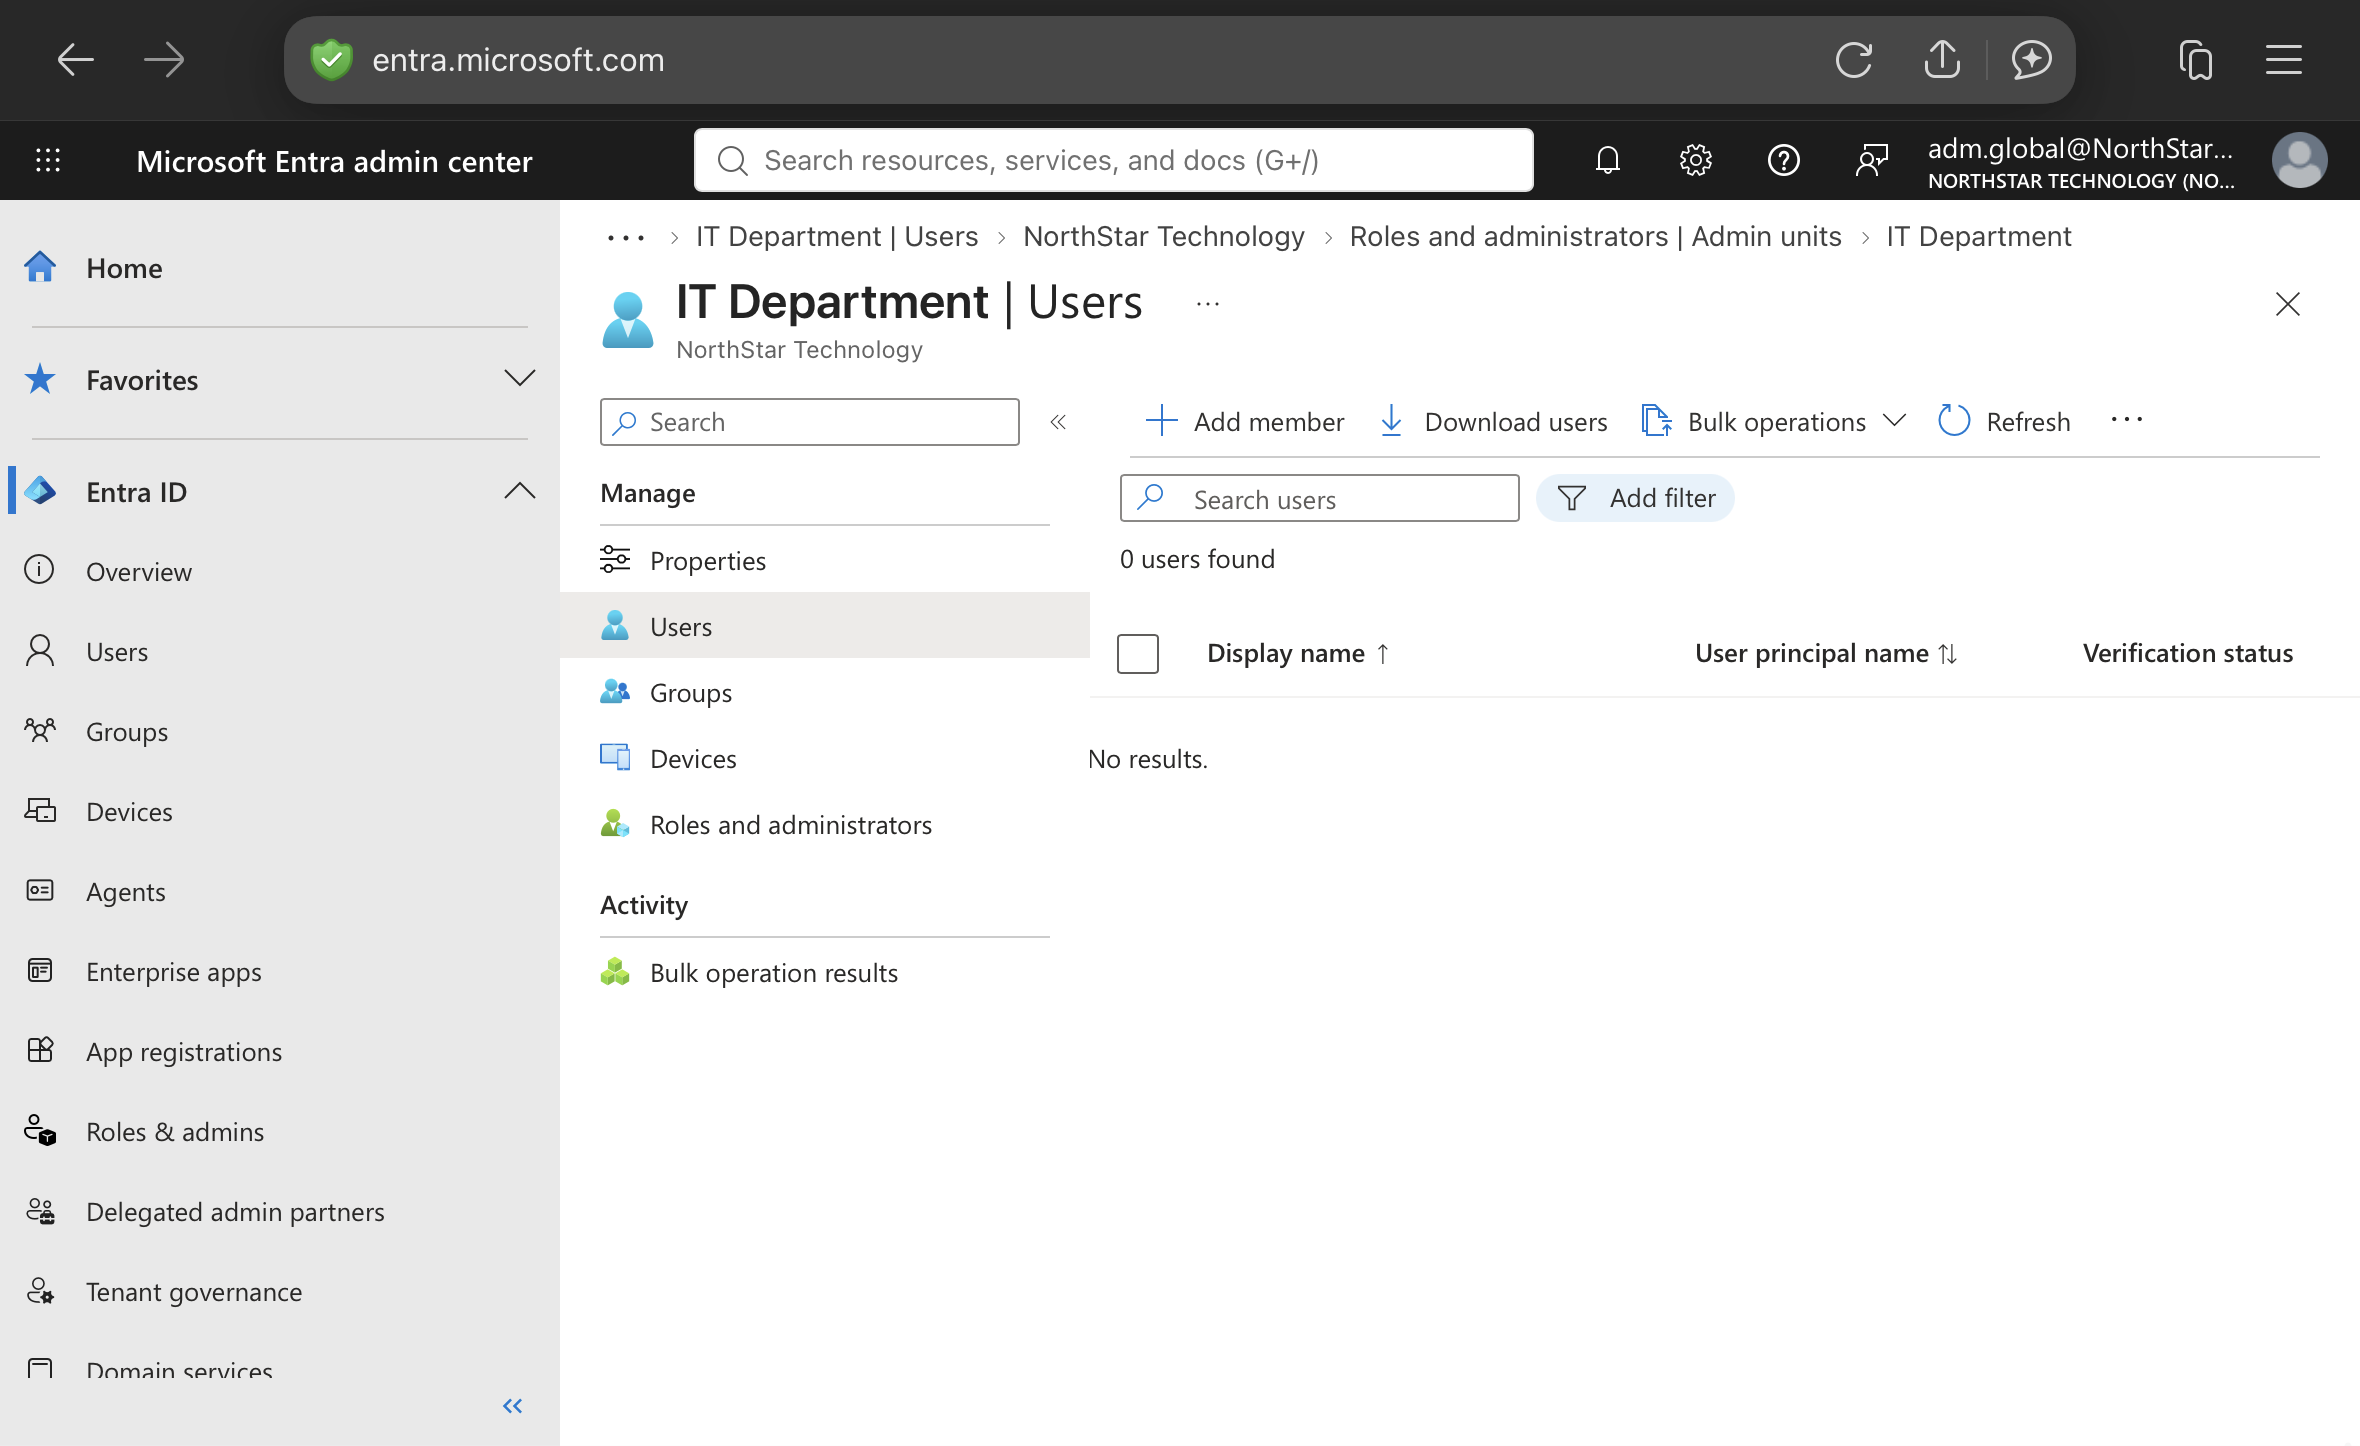 entra.microsoft.com
Microsoft Entra admin center
Search resources, services, and docs (G+/)
adm.global@NorthStar...
NORTHSTAR TECHNOLOGY (NO...
Home
Favorites
Entra ID
Overview
Users
Groups
Devices
Agents
Enterprise apps
App registrations
Roles & admins
Delegated admin partners
Tenant governance
Domain services
... > IT Department | Users > NorthStar Technology > Roles and administrators | Admin units > IT Department
IT Department | Users ...
NorthStar Technology
Search
Manage
Properties
Users
Groups
Devices
Roles and administrators
Activity
Bulk operation results
Add member Download users Bulk operations Refresh ...
Search users Add filter
0 users found
Display name ↑ User principal name ↑↓ Verification status
No results.